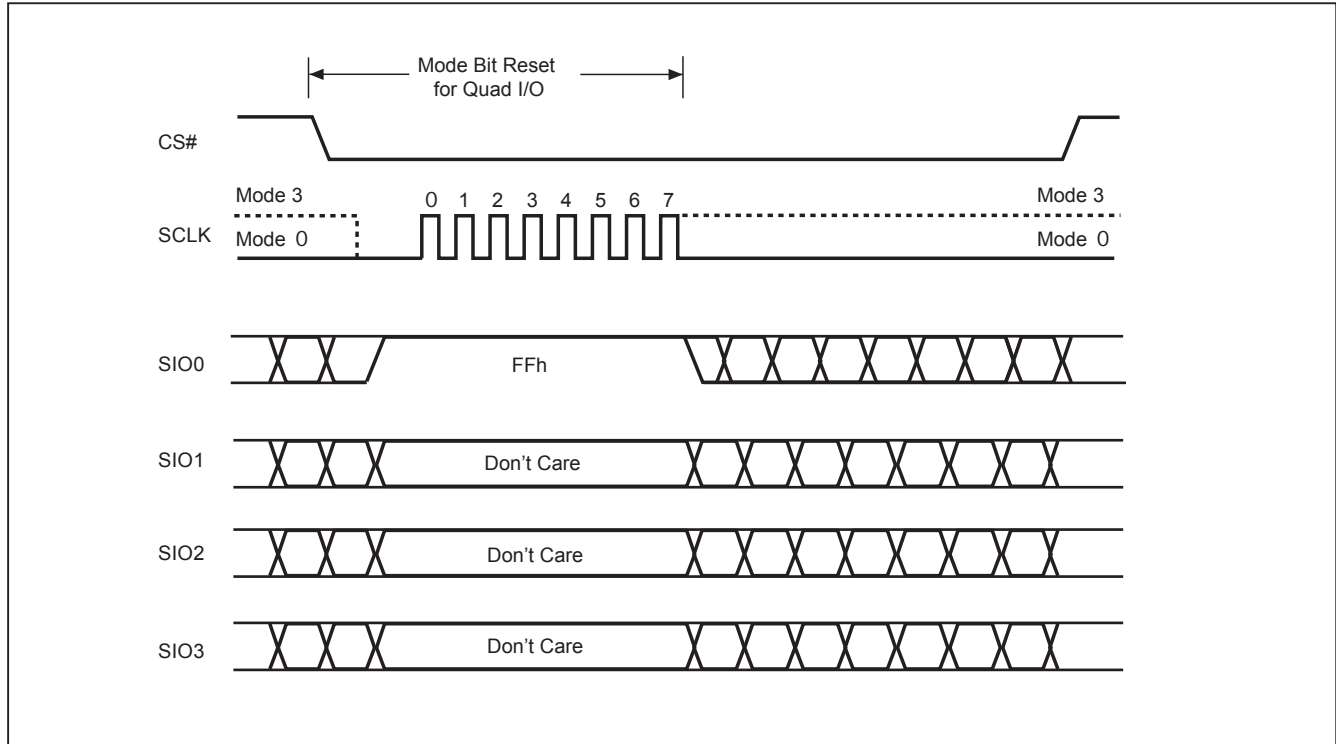 Mode Bit Reset
for Quad I/O
CS#
Mode 3
Mode 3
0 1 2 3 4 5 6 7
SCLK
Mode 0
Mode 0
SIO0
FFh
SIO1
Don't Care
SIO2
Don't Care
SIO3
Don't Care